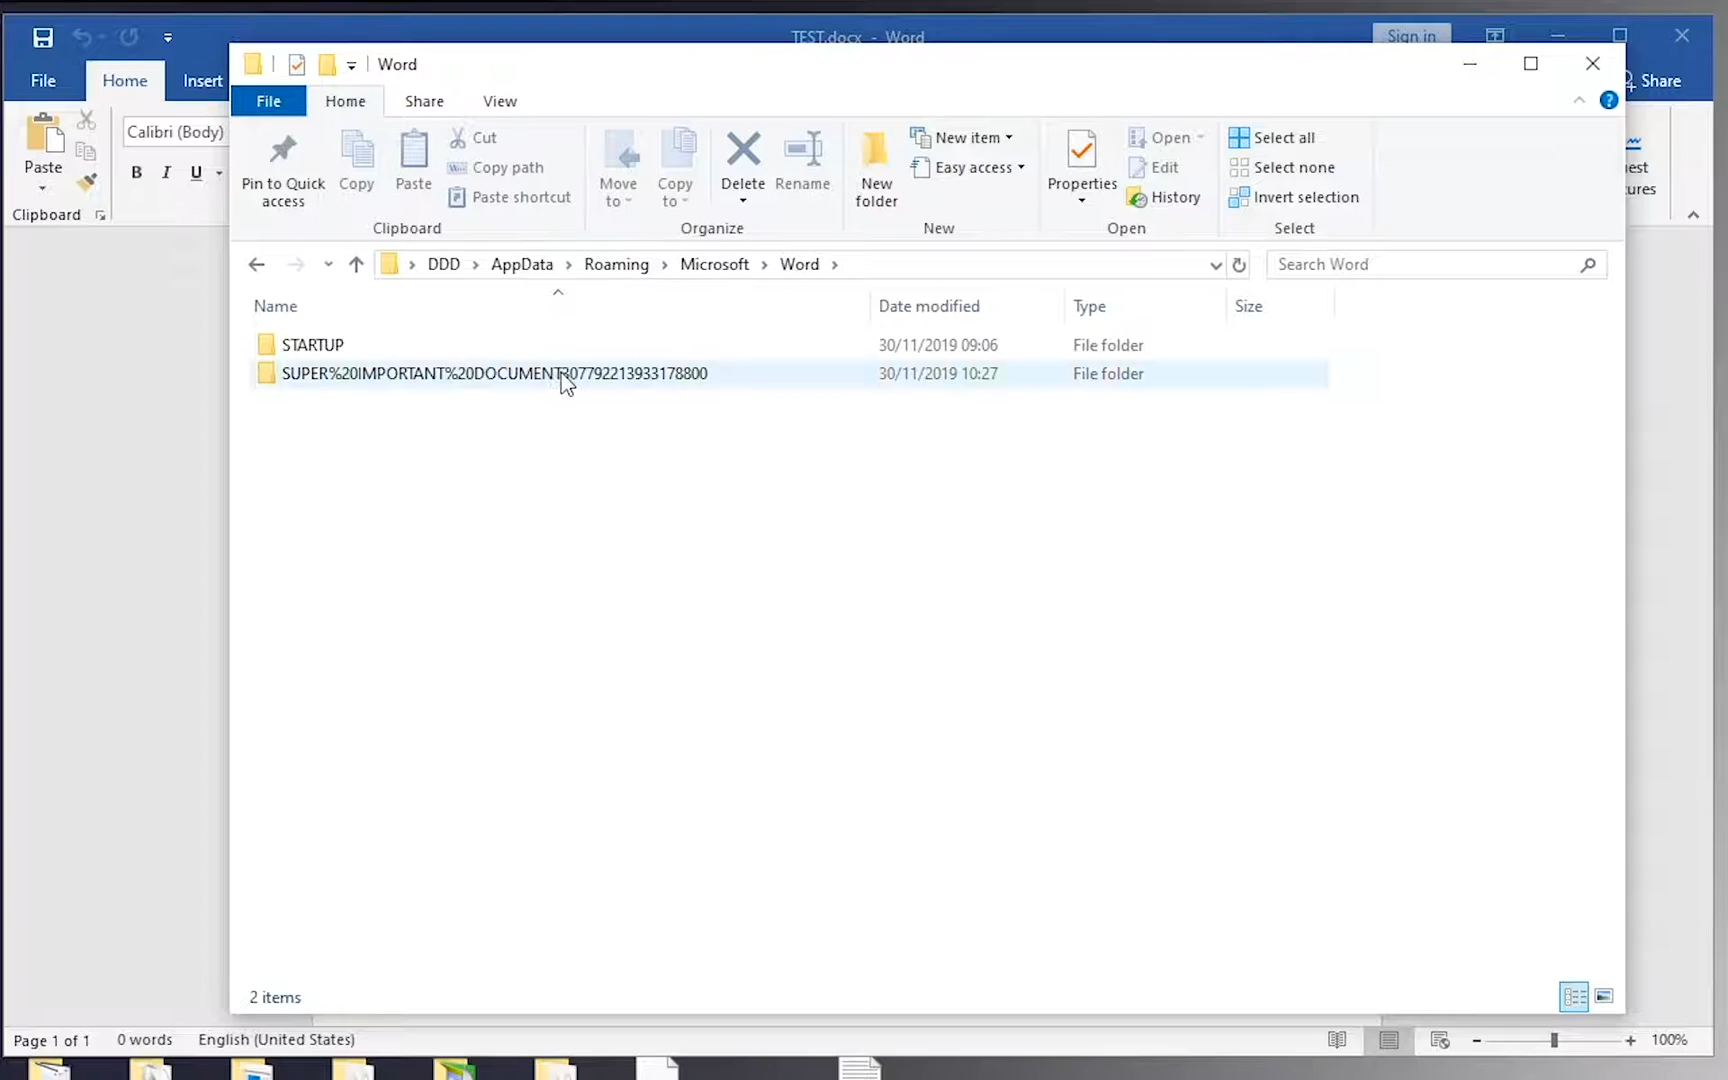 TEST.docx - Word
Sign in
File
Home
Insert
Share
Word
File
Home
Share
View
Paste
Clipboard
Calibri (Body)
B I U
Pin to Quick
access
Copy
Paste
Cut
Copy path
Paste shortcut
Clipboard
Move
to
Copy
to
Delete
Rename
Organize
New
folder
New item
Easy access
New
Properties
Open
Edit
History
Open
Select all
Select none
Invert selection
Select
DDD > AppData > Roaming > Microsoft > Word >
Search Word
Name
Date modified
Type
Size
STARTUP 30/11/2019 09:06 File folder
30/11/2019 10:27 File folder
2 items
Page 1 of 1
0 words
English (United States)
100%